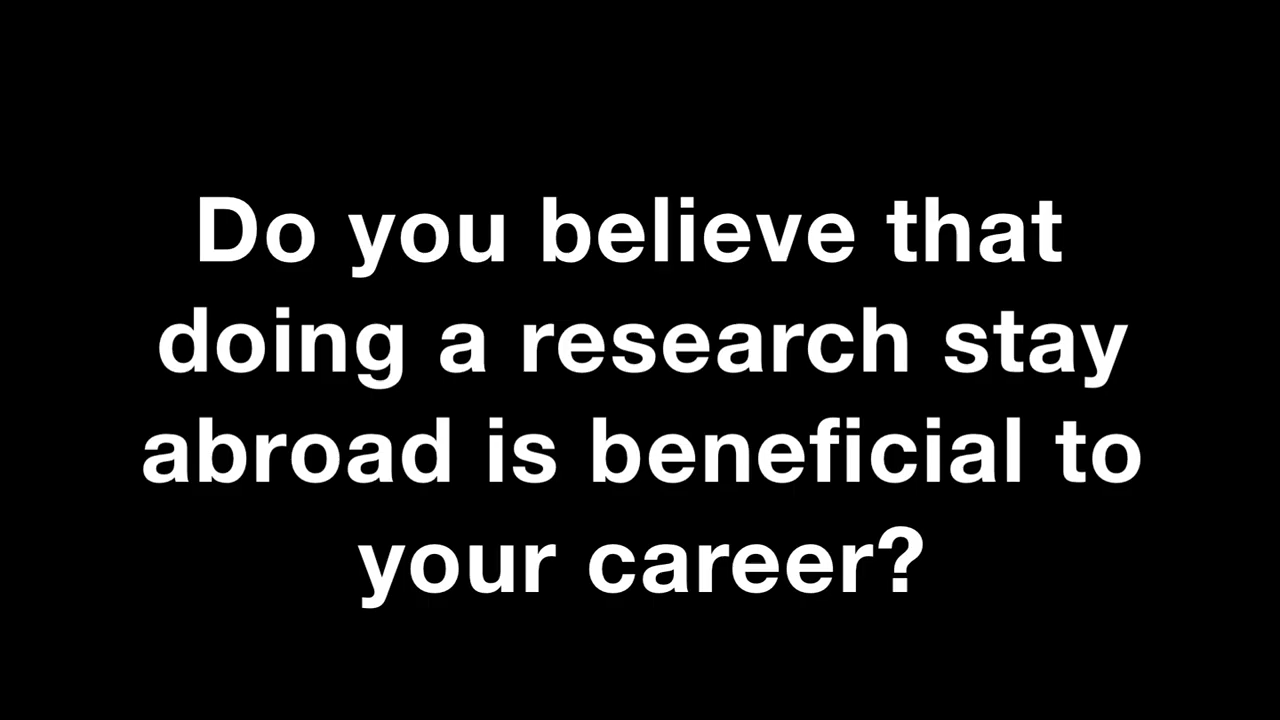 Do you believe that
doing a research stay
abroad is beneficial to
your career?